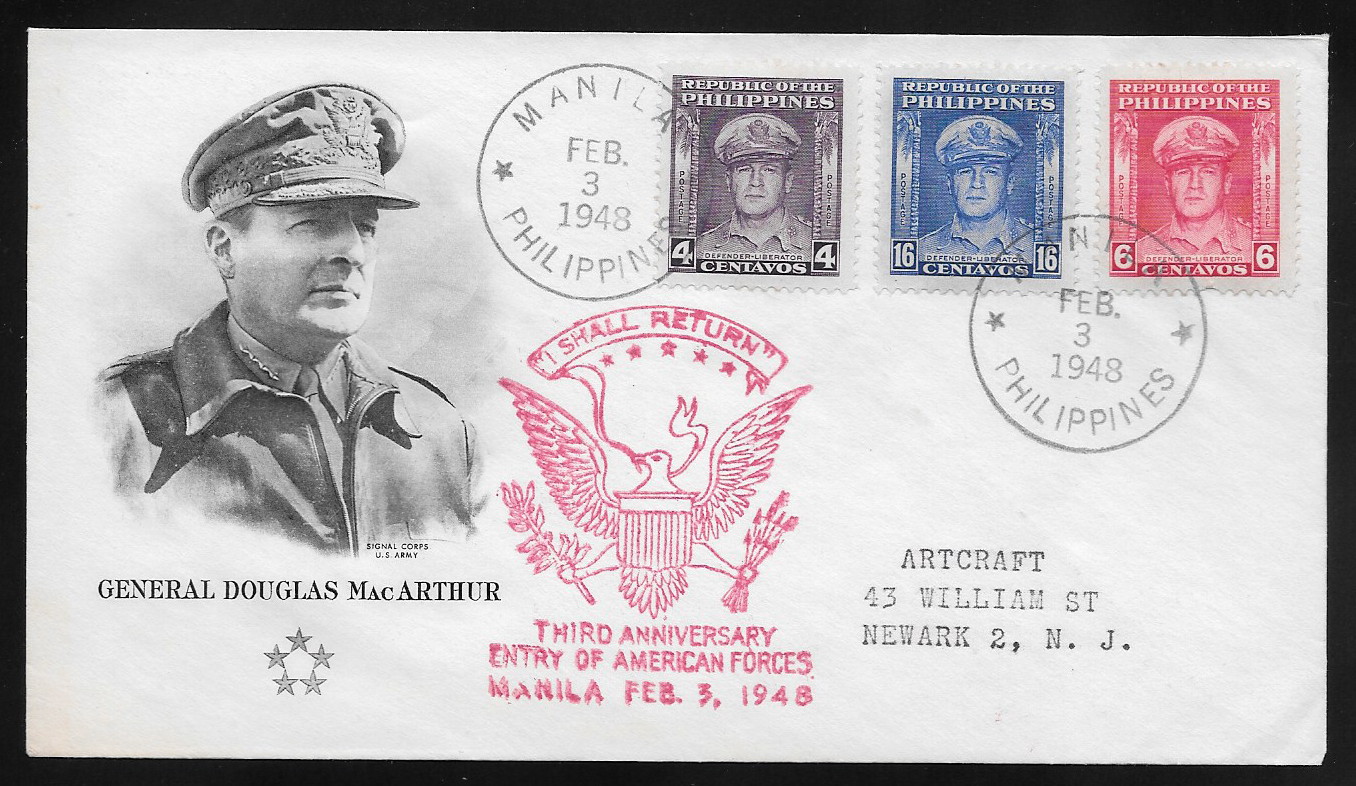 MANILA
FEB.
3
1948
PHILIPPINES
REPUBLIC OF THE
PHILIPPINES
POSTAGE
POSTAGE
DEFENDER-LIBERATOR
4 CENTAVOS 4
REPUBLIC OF THE
PHILIPPINES
POSTAGE
POSTAGE
DEFENDER-LIBERATOR
16 CENTAVOS 16
REPUBLIC OF THE
PHILIPPINES
POSTAGE
POSTAGE
DEFENDER-LIBERATOR
6 CENTAVOS 6
FEB.
3
1948
PHILIPPINES
"I SHALL RETURN"
SIGNAL CORPS
U.S. ARMY
GENERAL DOUGLAS MACARTHUR
THIRD ANNIVERSARY
ENTRY OF AMERICAN FORCES
MANILA FEB. 3, 1948
ARTCRAFT
43 WILLIAM ST
NEWARK 2, N. J.